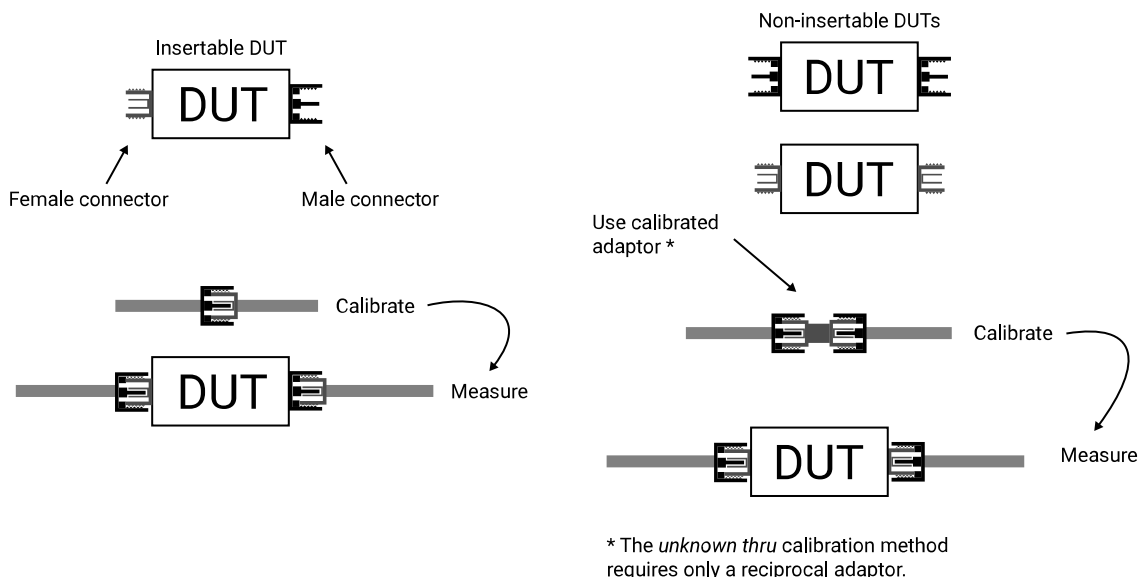 Insertable DUT
DUT
Female connector
Male connector
Calibrate
DUT
Measure
Non-insertable DUTs
DUT
DUT
Use calibrated
adaptor *
Calibrate
DUT
Measure
* The unknown thru calibration method
requires only a reciprocal adaptor.